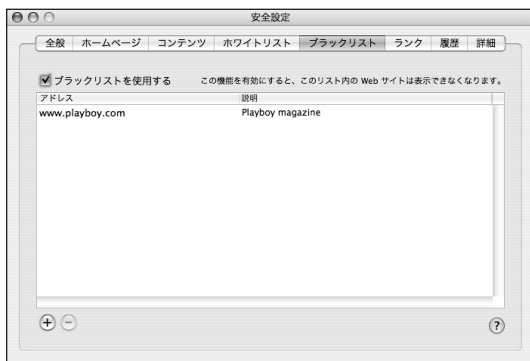 安全設定
全般 ホームページ コンテンツ ホワイトリスト ブラックリスト ランク 履歴 詳細
ブラックリストを使用する この機能を有効にすると、このリスト内の Web サイトは表示できなくなります。
アドレス 説明
www.playboy.com Playboy magazine
?